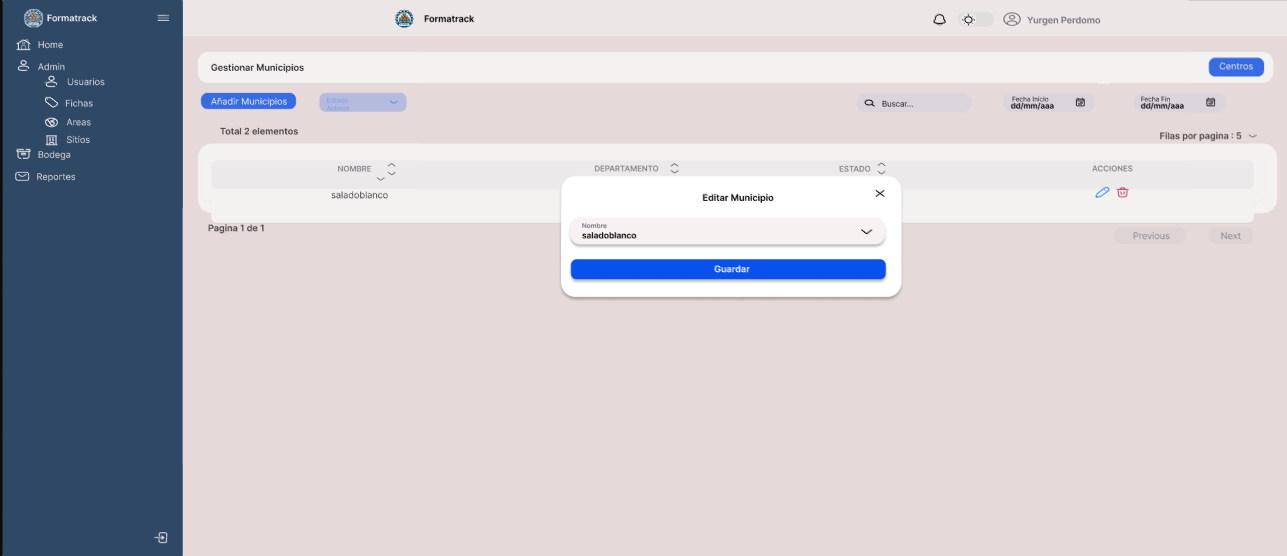 Formatrack
Formatrack
Yurgen Perdomo
Home
Admin
Usuarios
Fichas
Areas
Sitios
Bodega
Reportes
Gestionar Municipios
Centros
Añadir Municipios
Estado
Activos
Buscar...
Fecha Inicio
dd/mm/aaa
Fecha Fin
dd/mm/aaa
Total 2 elementos
Filas por pagina : 5
NOMBRE DEPARTAMENTO ESTADO ACCIONES
saladoblanco
Editar Municipio
Nombre
saladoblanco
Guardar
Pagina 1 de 1
Previous
Next